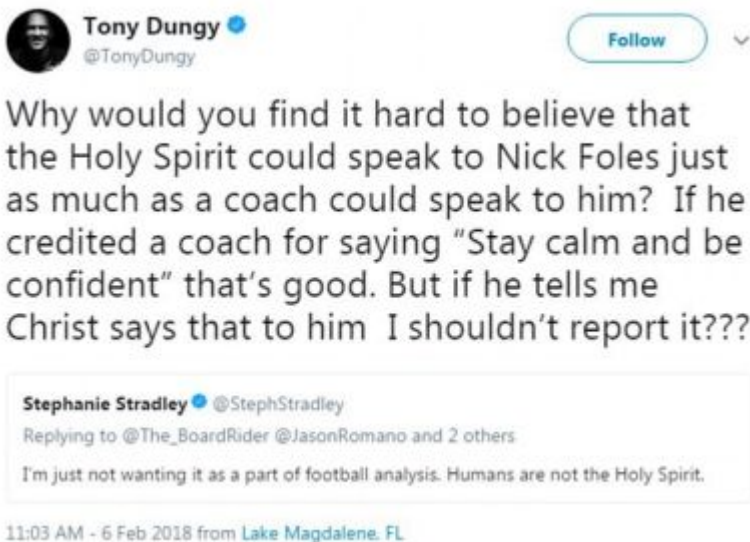 Tony Dungy
@TonyDungy
Follow
Why would you find it hard to believe that
the Holy Spirit could speak to Nick Foles just
as much as a coach could speak to him?  If he
credited a coach for saying "Stay calm and be
confident" that's good. But if he tells me
Christ says that to him  I shouldn't report it???
Stephanie Stradley @StephStradley
Replying to @The_BoardRider @JasonRomano and 2 others
I'm just not wanting it as a part of football analysis. Humans are not the Holy Spirit.
11:03 AM - 6 Feb 2018 from Lake Magdalene, FL